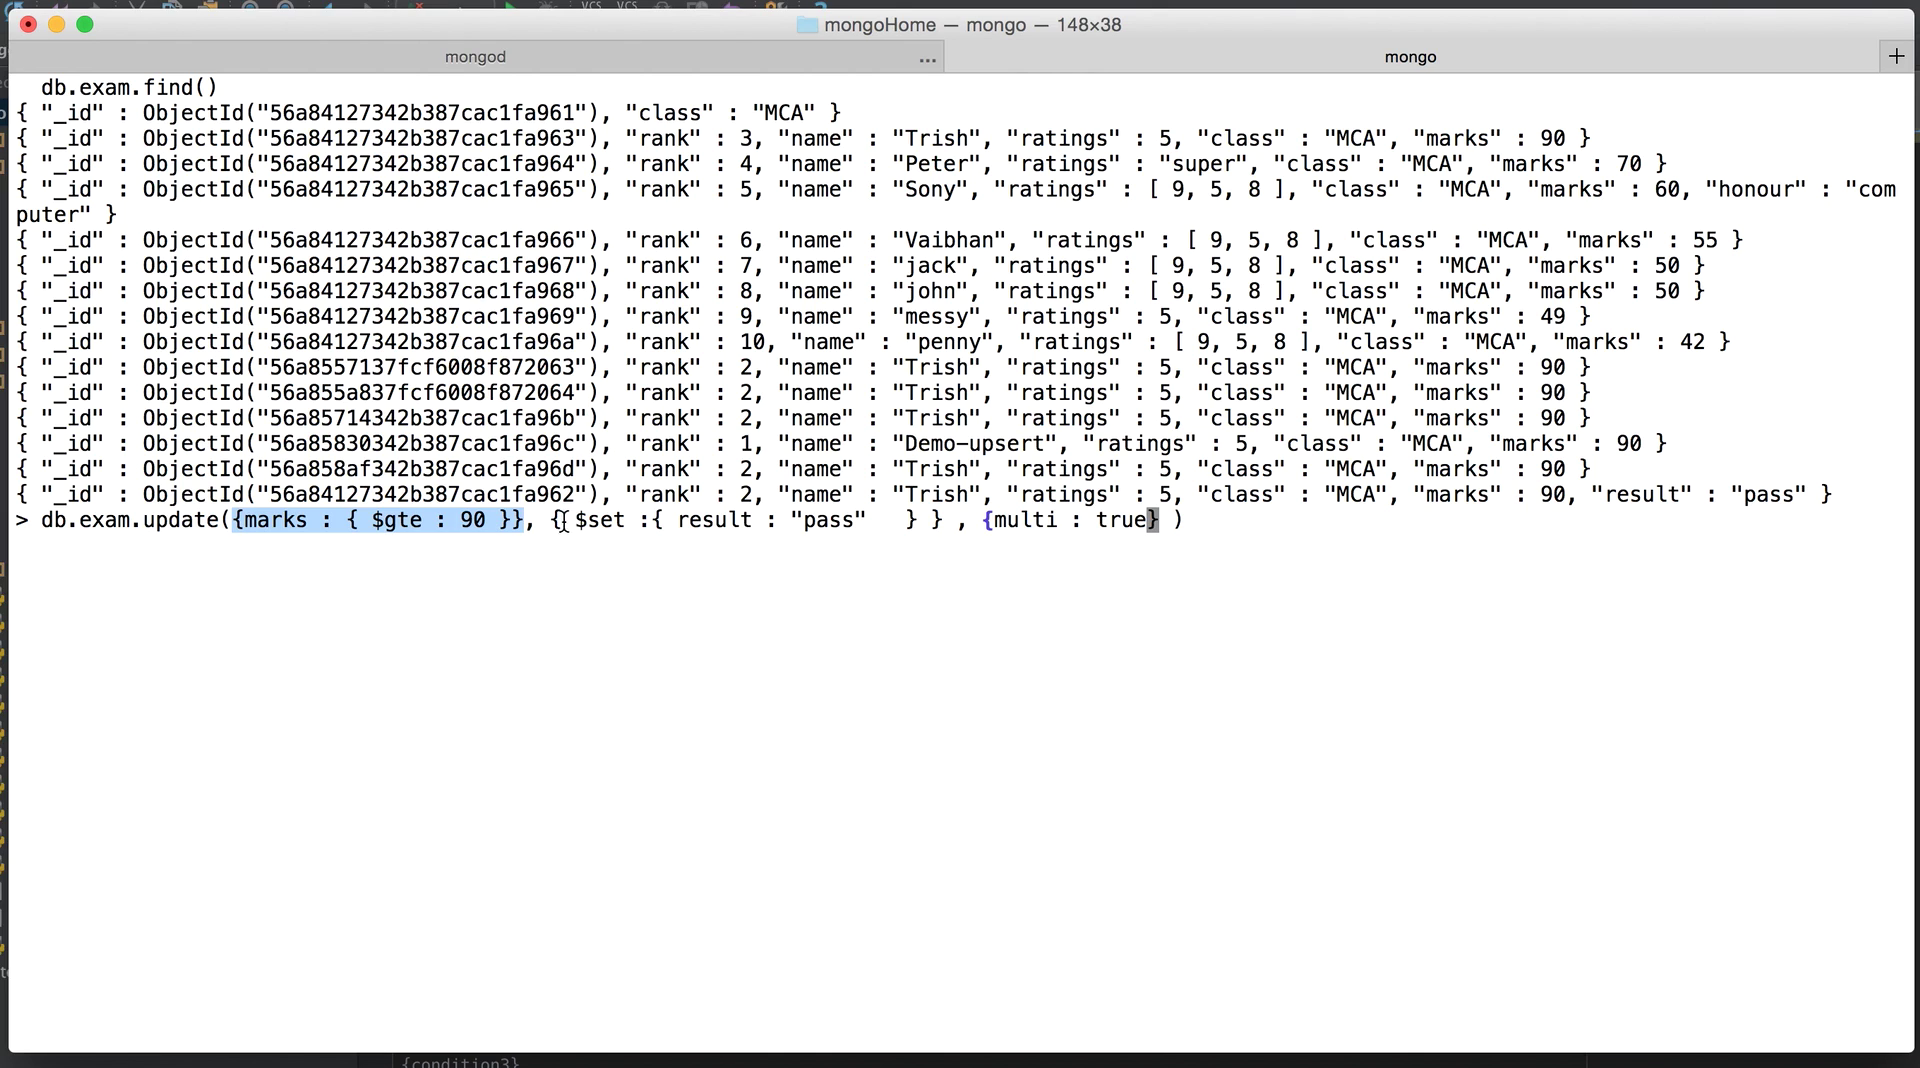 VCS VCS
mongoHome — mongo — 148×38
mongod ... mongo +
db.exam.find()
{ "_id" : ObjectId("56a84127342b387cac1fa961"), "class" : "MCA" }
{ "_id" : ObjectId("56a84127342b387cac1fa963"), "rank" : 3, "name" : "Trish", "ratings" : 5, "class" : "MCA", "marks" : 90 }
{ "_id" : ObjectId("56a84127342b387cac1fa964"), "rank" : 4, "name" : "Peter", "ratings" : "super", "class" : "MCA", "marks" : 70 }
{ "_id" : ObjectId("56a84127342b387cac1fa965"), "rank" : 5, "name" : "Sony", "ratings" : [ 9, 5, 8 ], "class" : "MCA", "marks" : 60, "honour" : "com
puter" }
{ "_id" : ObjectId("56a84127342b387cac1fa966"), "rank" : 6, "name" : "Vaibhan", "ratings" : [ 9, 5, 8 ], "class" : "MCA", "marks" : 55 }
{ "_id" : ObjectId("56a84127342b387cac1fa967"), "rank" : 7, "name" : "jack", "ratings" : [ 9, 5, 8 ], "class" : "MCA", "marks" : 50 }
{ "_id" : ObjectId("56a84127342b387cac1fa968"), "rank" : 8, "name" : "john", "ratings" : [ 9, 5, 8 ], "class" : "MCA", "marks" : 50 }
{ "_id" : ObjectId("56a84127342b387cac1fa969"), "rank" : 9, "name" : "messy", "ratings" : 5, "class" : "MCA", "marks" : 49 }
{ "_id" : ObjectId("56a84127342b387cac1fa96a"), "rank" : 10, "name" : "penny", "ratings" : [ 9, 5, 8 ], "class" : "MCA", "marks" : 42 }
{ "_id" : ObjectId("56a8557137fcf6008f872063"), "rank" : 2, "name" : "Trish", "ratings" : 5, "class" : "MCA", "marks" : 90 }
{ "_id" : ObjectId("56a855a837fcf6008f872064"), "rank" : 2, "name" : "Trish", "ratings" : 5, "class" : "MCA", "marks" : 90 }
{ "_id" : ObjectId("56a85714342b387cac1fa96b"), "rank" : 2, "name" : "Trish", "ratings" : 5, "class" : "MCA", "marks" : 90 }
{ "_id" : ObjectId("56a85830342b387cac1fa96c"), "rank" : 1, "name" : "Demo-upsert", "ratings" : 5, "class" : "MCA", "marks" : 90 }
{ "_id" : ObjectId("56a858af342b387cac1fa96d"), "rank" : 2, "name" : "Trish", "ratings" : 5, "class" : "MCA", "marks" : 90 }
{ "_id" : ObjectId("56a84127342b387cac1fa962"), "rank" : 2, "name" : "Trish", "ratings" : 5, "class" : "MCA", "marks" : 90, "result" : "pass" }
> db.exam.update({marks : { $gte : 90 }}, { $set :{ result : "pass" } } , {multi : true} )
{condition3}